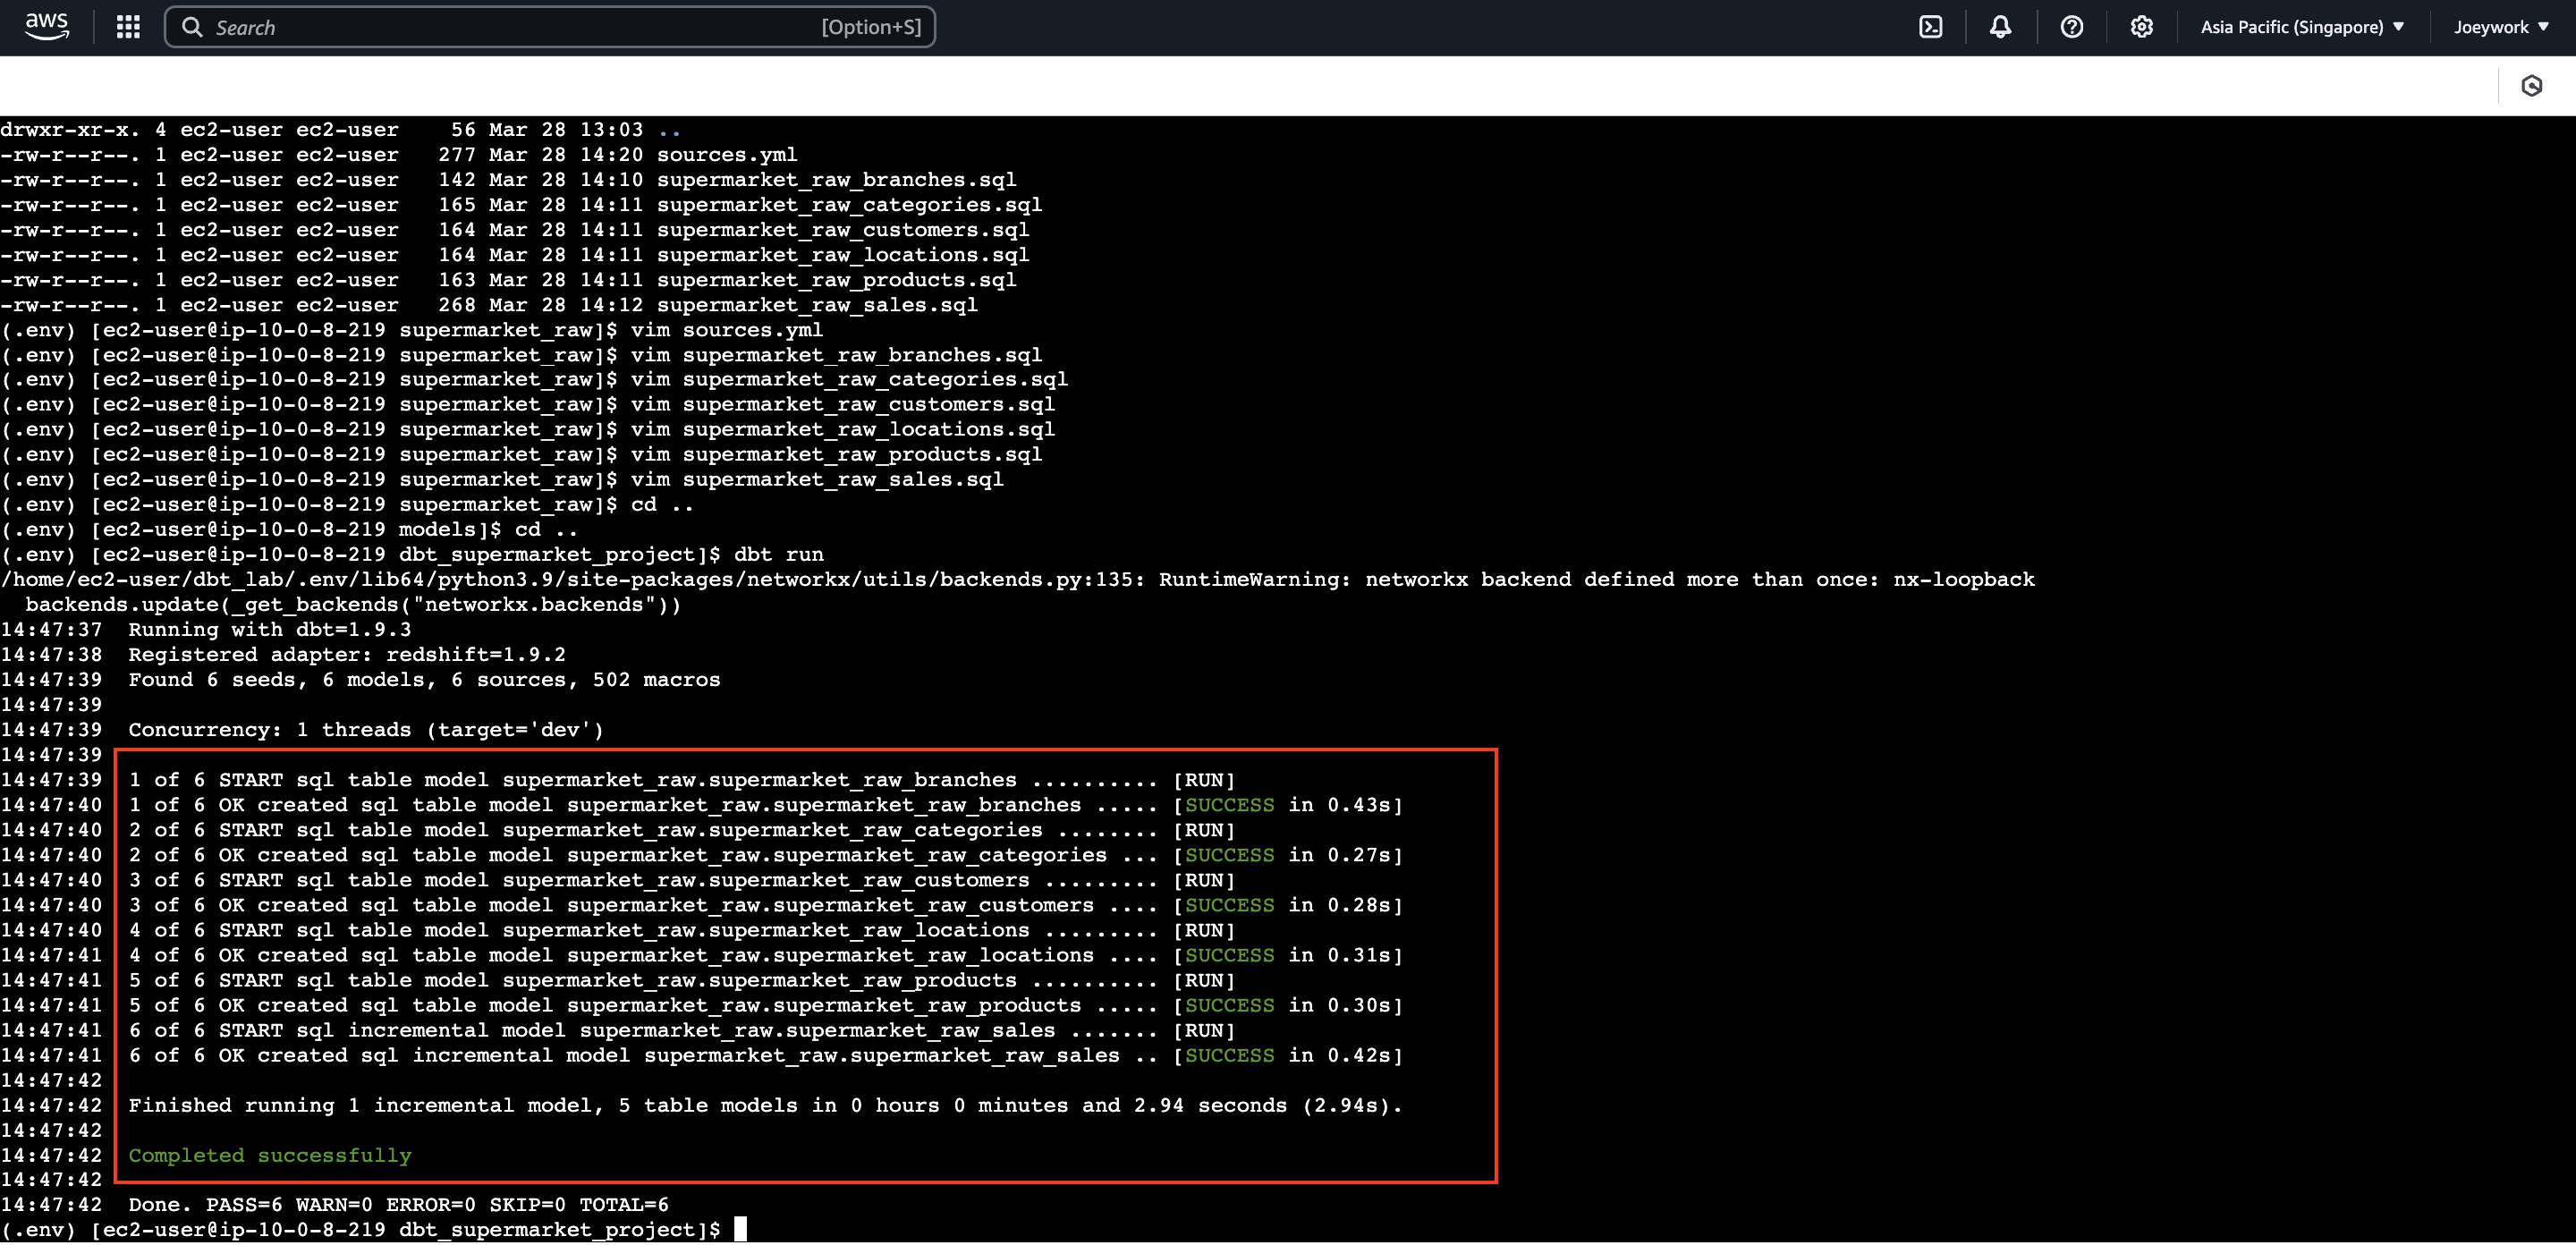 aws Search [Option+S] Asia Pacific (Singapore) ▼ Joeywork ▼
drwxr-xr-x. 4 ec2-user ec2-user    56 Mar 28 13:03 ..
-rw-r--r--. 1 ec2-user ec2-user   277 Mar 28 14:20 sources.yml
-rw-r--r--. 1 ec2-user ec2-user   142 Mar 28 14:10 supermarket_raw_branches.sql
-rw-r--r--. 1 ec2-user ec2-user   165 Mar 28 14:11 supermarket_raw_categories.sql
-rw-r--r--. 1 ec2-user ec2-user   164 Mar 28 14:11 supermarket_raw_customers.sql
-rw-r--r--. 1 ec2-user ec2-user   164 Mar 28 14:11 supermarket_raw_locations.sql
-rw-r--r--. 1 ec2-user ec2-user   163 Mar 28 14:11 supermarket_raw_products.sql
-rw-r--r--. 1 ec2-user ec2-user   268 Mar 28 14:12 supermarket_raw_sales.sql
(.env) [ec2-user@ip-10-0-8-219 supermarket_raw]$ vim sources.yml
(.env) [ec2-user@ip-10-0-8-219 supermarket_raw]$ vim supermarket_raw_branches.sql
(.env) [ec2-user@ip-10-0-8-219 supermarket_raw]$ vim supermarket_raw_categories.sql
(.env) [ec2-user@ip-10-0-8-219 supermarket_raw]$ vim supermarket_raw_customers.sql
(.env) [ec2-user@ip-10-0-8-219 supermarket_raw]$ vim supermarket_raw_locations.sql
(.env) [ec2-user@ip-10-0-8-219 supermarket_raw]$ vim supermarket_raw_products.sql
(.env) [ec2-user@ip-10-0-8-219 supermarket_raw]$ vim supermarket_raw_sales.sql
(.env) [ec2-user@ip-10-0-8-219 supermarket_raw]$ cd ..
(.env) [ec2-user@ip-10-0-8-219 models]$ cd ..
(.env) [ec2-user@ip-10-0-8-219 dbt_supermarket_project]$ dbt run
/home/ec2-user/dbt_lab/.env/lib64/python3.9/site-packages/networkx/utils/backends.py:135: RuntimeWarning: networkx backend defined more than once: nx-loopback
  backends.update(_get_backends("networkx.backends"))
14:47:37  Running with dbt=1.9.3
14:47:38  Registered adapter: redshift=1.9.2
14:47:39  Found 6 seeds, 6 models, 6 sources, 502 macros
14:47:39
14:47:39  Concurrency: 1 threads (target='dev')
14:47:39
14:47:39  1 of 6 START sql table model supermarket_raw.supermarket_raw_branches .......... [RUN]
14:47:40  1 of 6 OK created sql table model supermarket_raw.supermarket_raw_branches ..... [SUCCESS in 0.43s]
14:47:40  2 of 6 START sql table model supermarket_raw.supermarket_raw_categories ........ [RUN]
14:47:40  2 of 6 OK created sql table model supermarket_raw.supermarket_raw_categories ... [SUCCESS in 0.27s]
14:47:40  3 of 6 START sql table model supermarket_raw.supermarket_raw_customers ......... [RUN]
14:47:40  3 of 6 OK created sql table model supermarket_raw.supermarket_raw_customers .... [SUCCESS in 0.28s]
14:47:40  4 of 6 START sql table model supermarket_raw.supermarket_raw_locations ......... [RUN]
14:47:41  4 of 6 OK created sql table model supermarket_raw.supermarket_raw_locations .... [SUCCESS in 0.31s]
14:47:41  5 of 6 START sql table model supermarket_raw.supermarket_raw_products .......... [RUN]
14:47:41  5 of 6 OK created sql table model supermarket_raw.supermarket_raw_products ..... [SUCCESS in 0.30s]
14:47:41  6 of 6 START sql incremental model supermarket_raw.supermarket_raw_sales ....... [RUN]
14:47:41  6 of 6 OK created sql incremental model supermarket_raw.supermarket_raw_sales .. [SUCCESS in 0.42s]
14:47:42
14:47:42  Finished running 1 incremental model, 5 table models in 0 hours 0 minutes and 2.94 seconds (2.94s).
14:47:42
14:47:42  Completed successfully
14:47:42
14:47:42  Done. PASS=6 WARN=0 ERROR=0 SKIP=0 TOTAL=6
(.env) [ec2-user@ip-10-0-8-219 dbt_supermarket_project]$